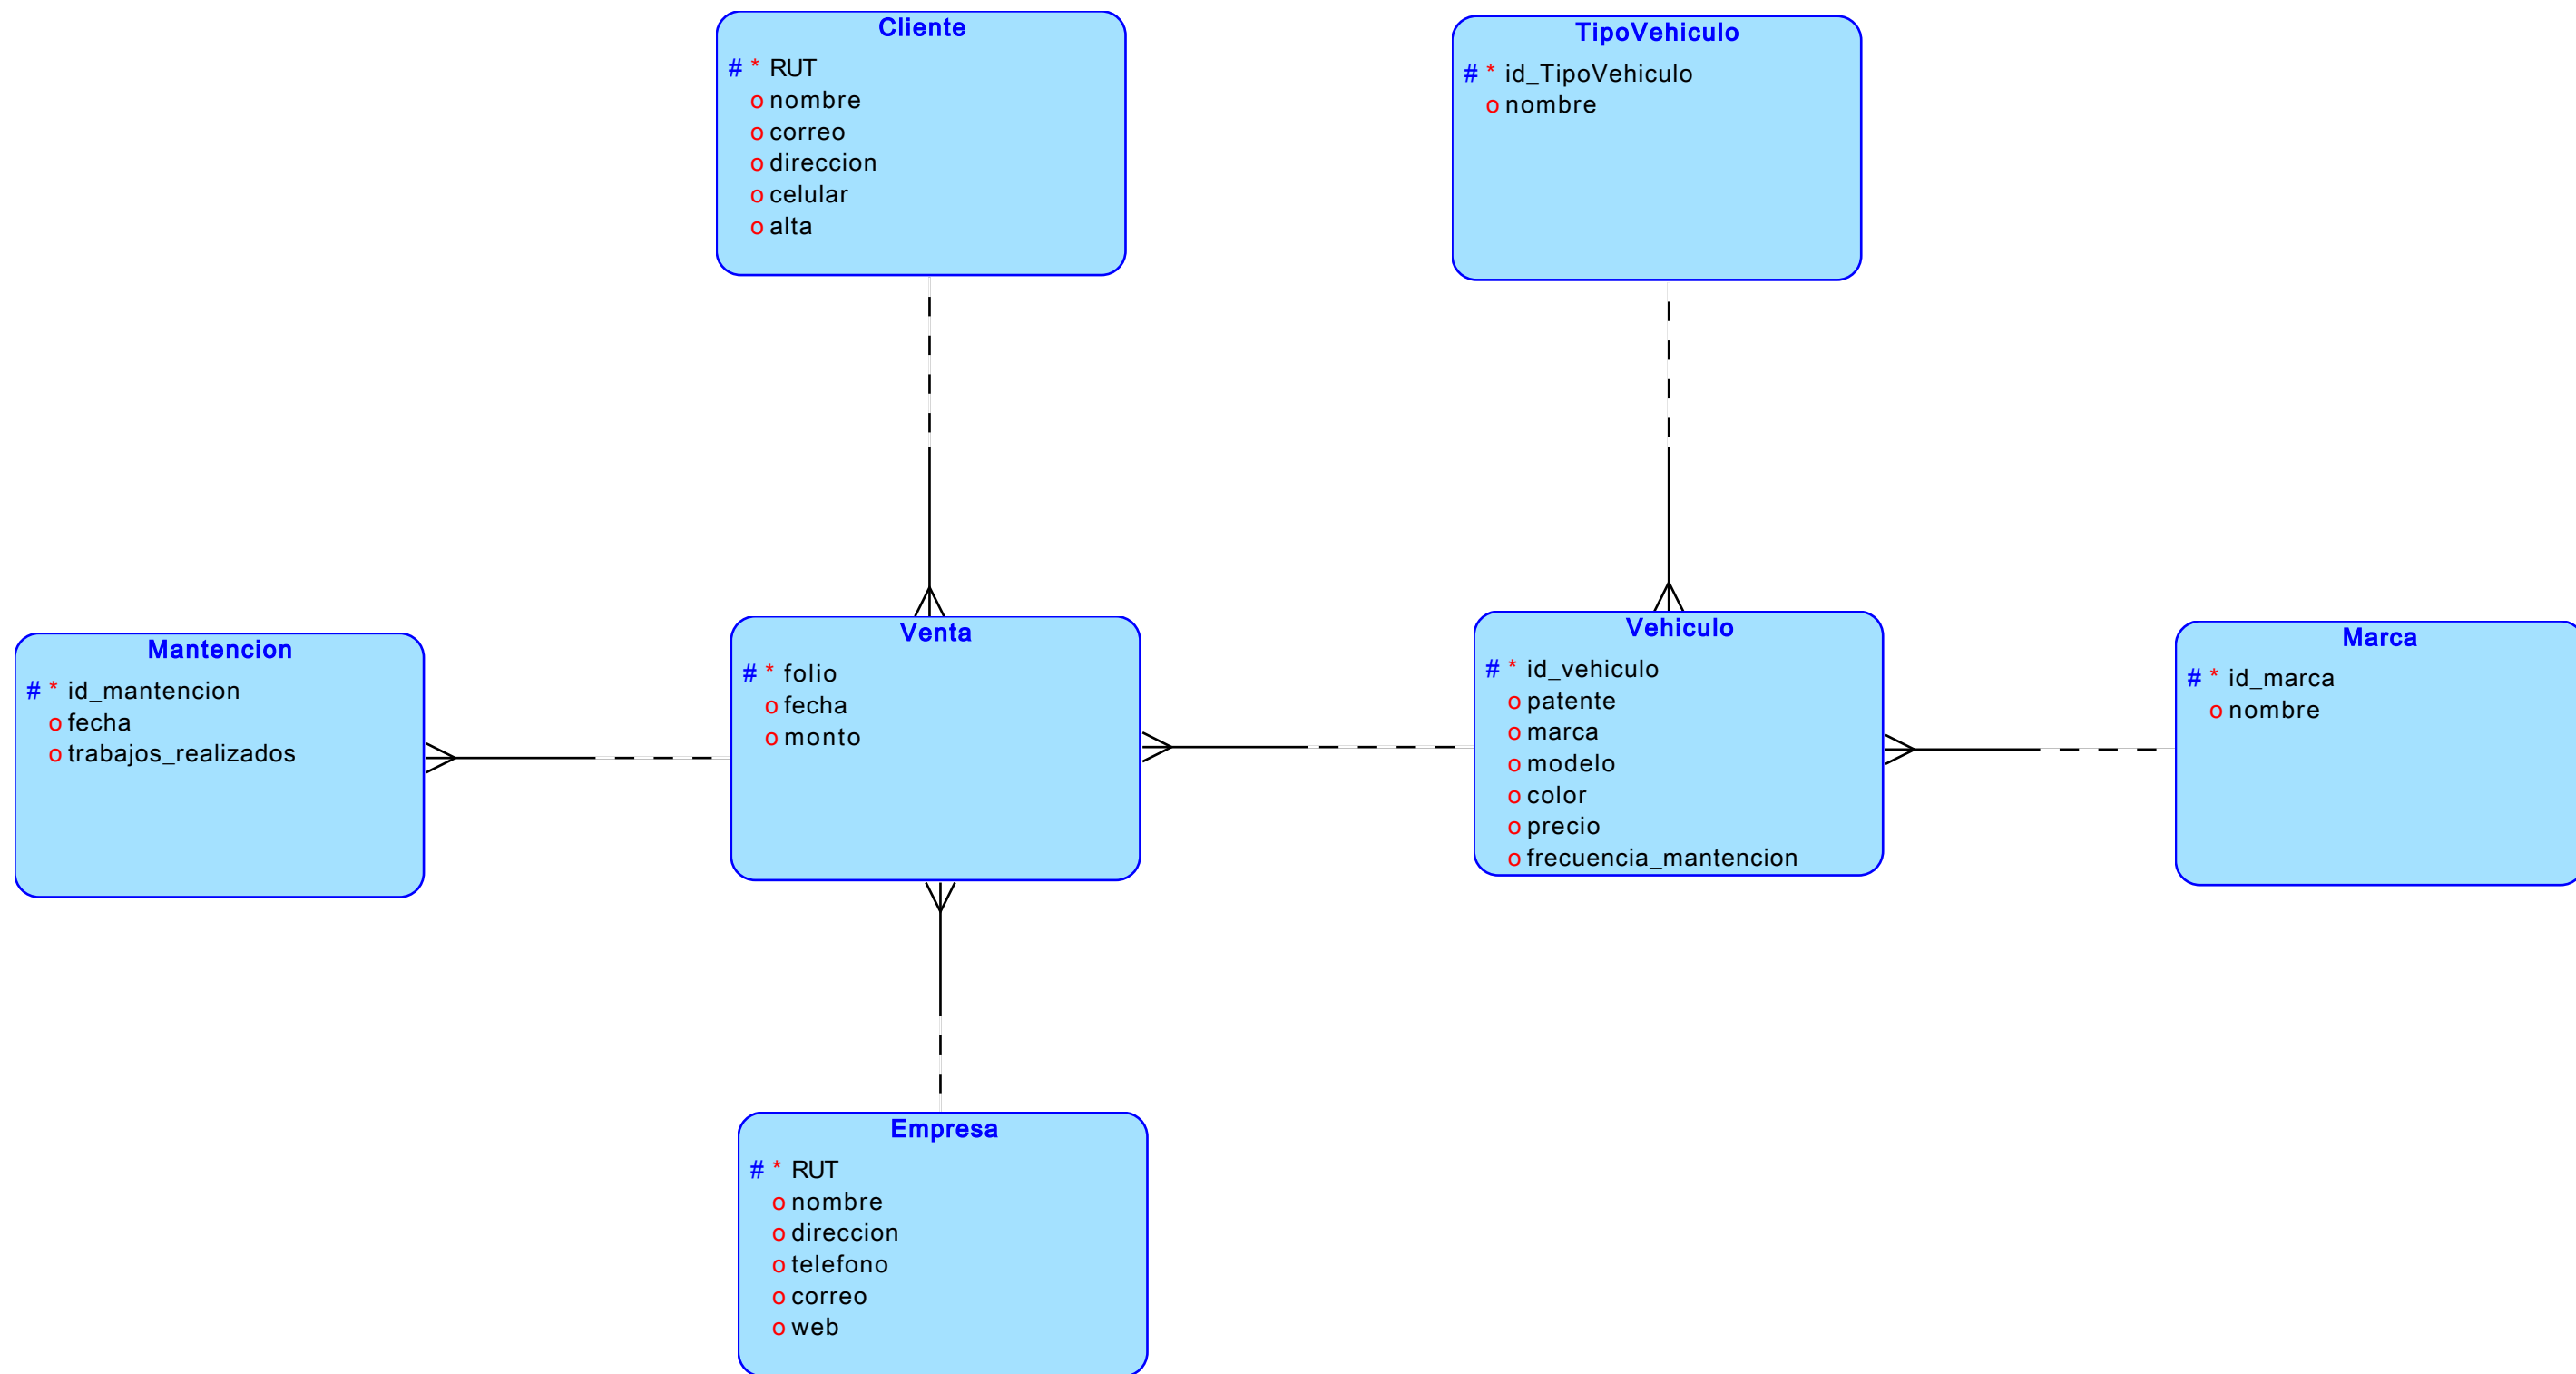 Cliente
# * RUT
o nombre
o correo
o direccion
o celular
o alta
TipoVehiculo
# * id_TipoVehiculo
o nombre
Mantencion
# * id_mantencion
o fecha
o trabajos_realizados
Venta
# * folio
o fecha
o monto
Vehiculo
# * id_vehiculo
o patente
o marca
o modelo
o color
o precio
o frecuencia_mantencion
Marca
# * id_marca
o nombre
Empresa
# * RUT
o nombre
o direccion
o telefono
o correo
o web